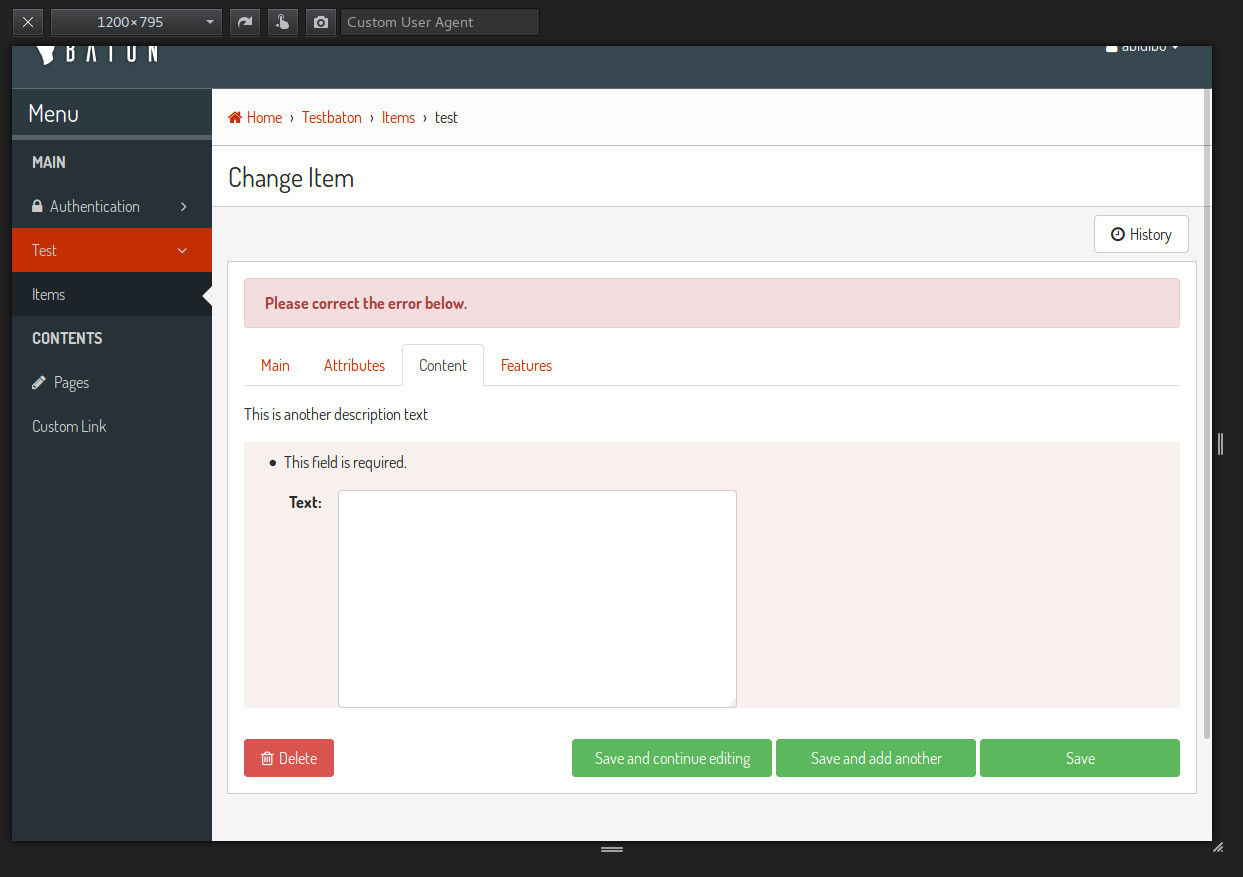 1200×795
Custom User Agent
BATON
abidibo
Menu
Home › Testbaton › Items › test
MAIN
Change Item
Authentication
History
Test
Items
Please correct the error below.
CONTENTS
Main Attributes Content Features
Pages
This is another description text
Custom Link
This field is required.
Text:
Delete
Save and continue editing
Save and add another
Save